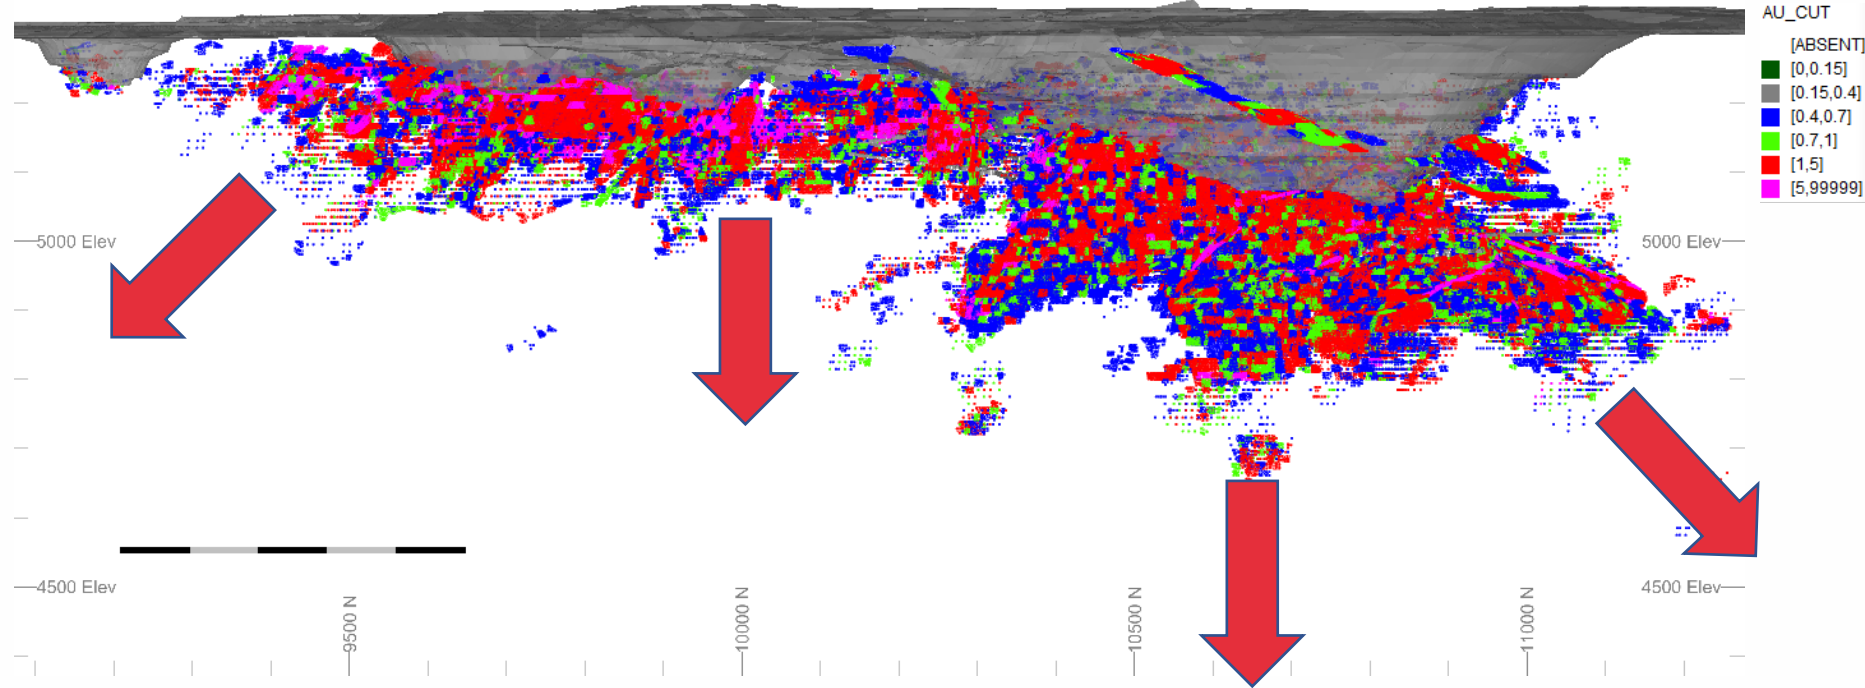 AU_CUT
[ABSENT]
[0,0.15]
[0.15,0.4]
[0.4,0.7]
[0.7,1]
[1,5]
[5,99999]
5000 Elev
5000 Elev
4500 Elev
4500 Elev
9500 N
10000 N
10500 N
11000 N